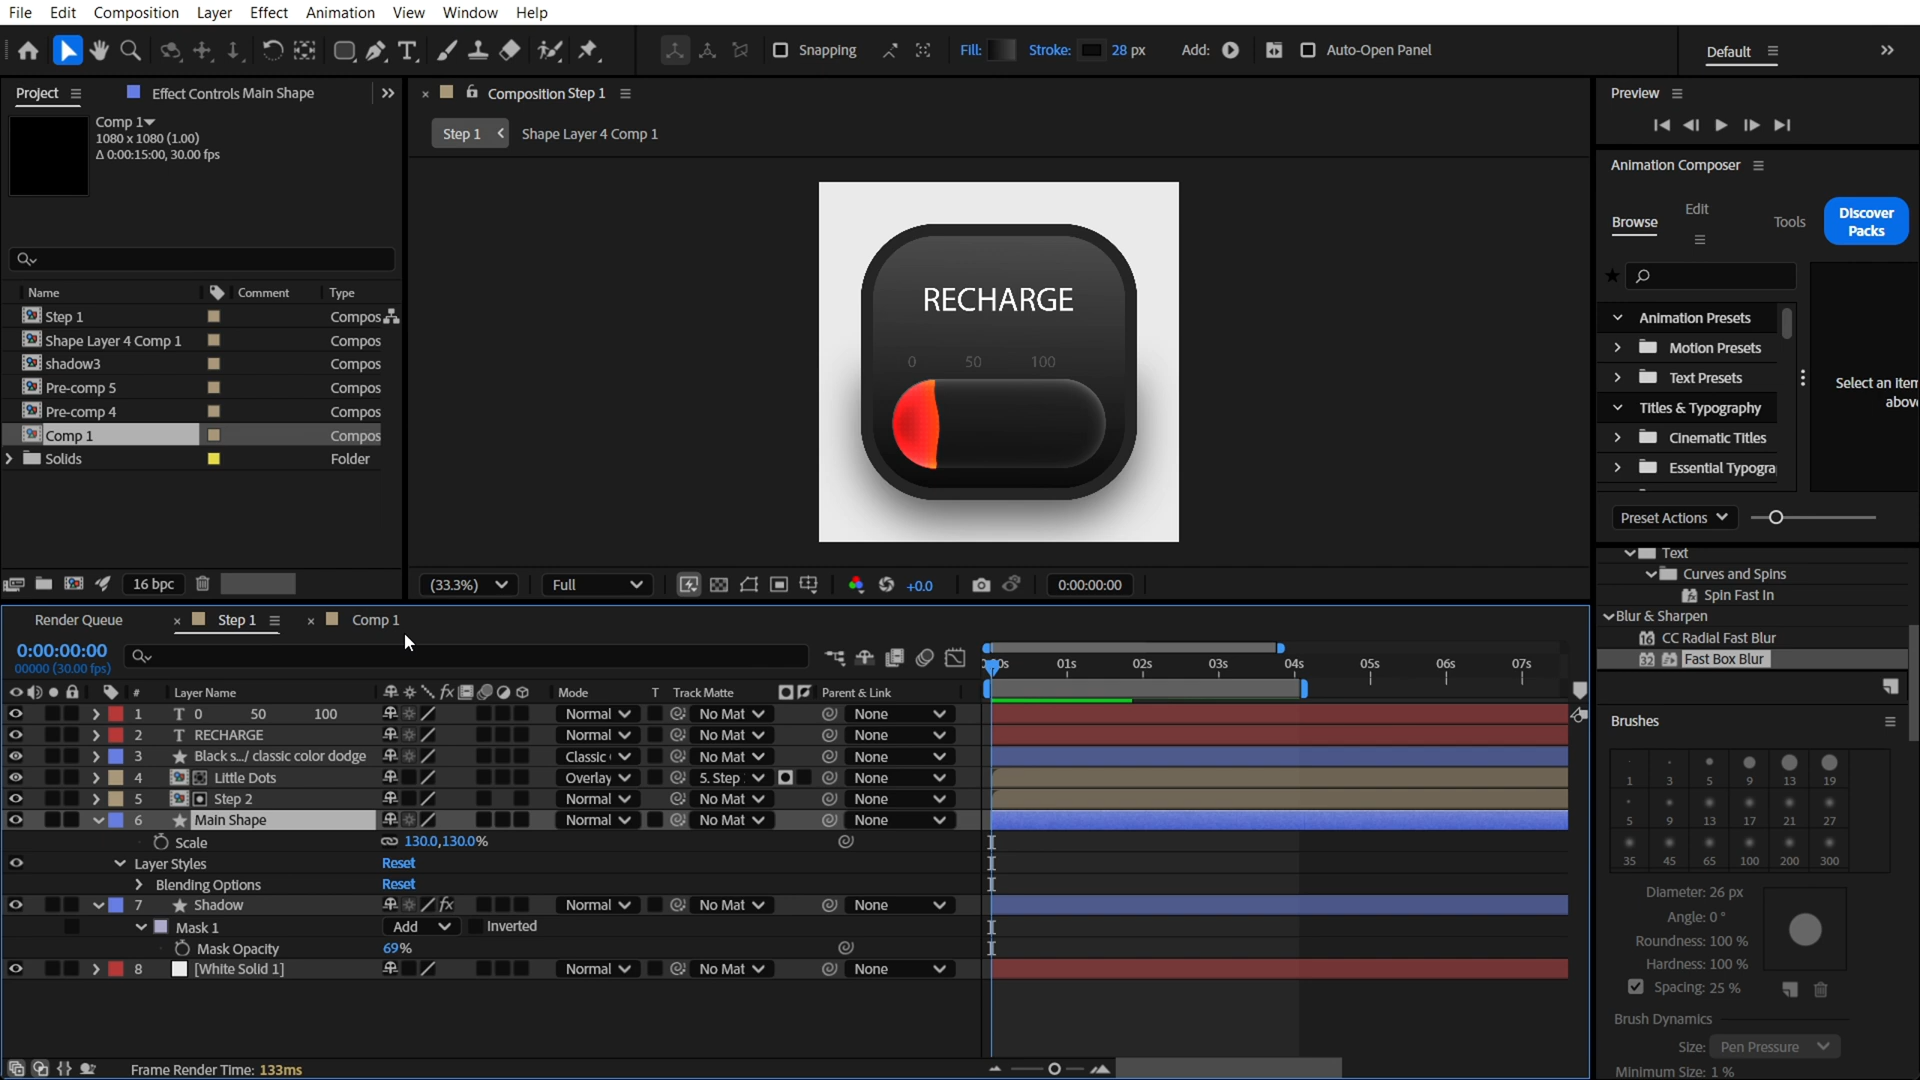 File Edit Composition Layer Effect Animation View Window Help
Snapping Fill: Stroke: 28 px Add: Auto-Open Panel Default
Project Effect Controls Main Shape
Comp 1
1080 x 1080 (1.00)
Δ 0:00:15:00, 30.00 fps
Name Comment Type
Step 1 Compos
Shape Layer 4 Comp 1 Compos
shadow3 Compos
Pre-comp 5 Compos
Pre-comp 4 Compos
Comp 1 Compos
Solids Folder
16 bpc
Composition Step 1
Step 1 Shape Layer 4 Comp 1
RECHARGE
0 50 100
(33.3%) Full +0.0 0:00:00:00
Preview
Animation Composer
Browse Edit Tools Discover
Packs
Animation Presets
Motion Presets
Text Presets
Titles & Typography
Cinematic Titles
Essential Typogra
Select an Item
above
Preset Actions
Text
Curves and Spins
Spin Fast In
Blur & Sharpen
16 CC Radial Fast Blur
32 Fast Box Blur
Brushes
1 3 5 9 13 19
5 9 13 17 21 27
35 45 65 100 200 300
Diameter: 26 px
Angle: 0°
Roundness: 100 %
Hardness: 100 %
Spacing: 25 %
Brush Dynamics
Size: Pen Pressure
Minimum Size: 1 %
Render Queue Step 1 Comp 1
0:00:00:00
00000 (30.00 fps)
01s 02s 03s 04s 05s 06s 07s
# Layer Name fx Mode T Track Matte Parent & Link
1 T 0 50 100 Normal No Mat None
2 T RECHARGE Normal No Mat None
3 Black s.../ classic color dodge Classic No Mat None
4 Little Dots Overlay 5. Step None
5 Step 2 Normal No Mat None
6 Main Shape Normal No Mat None
Scale 130.0,130.0%
Layer Styles Reset
Blending Options Reset
7 Shadow fx Normal No Mat None
Mask 1 Add Inverted
Mask Opacity 69%
8 [White Solid 1] Normal No Mat None
Frame Render Time: 133ms